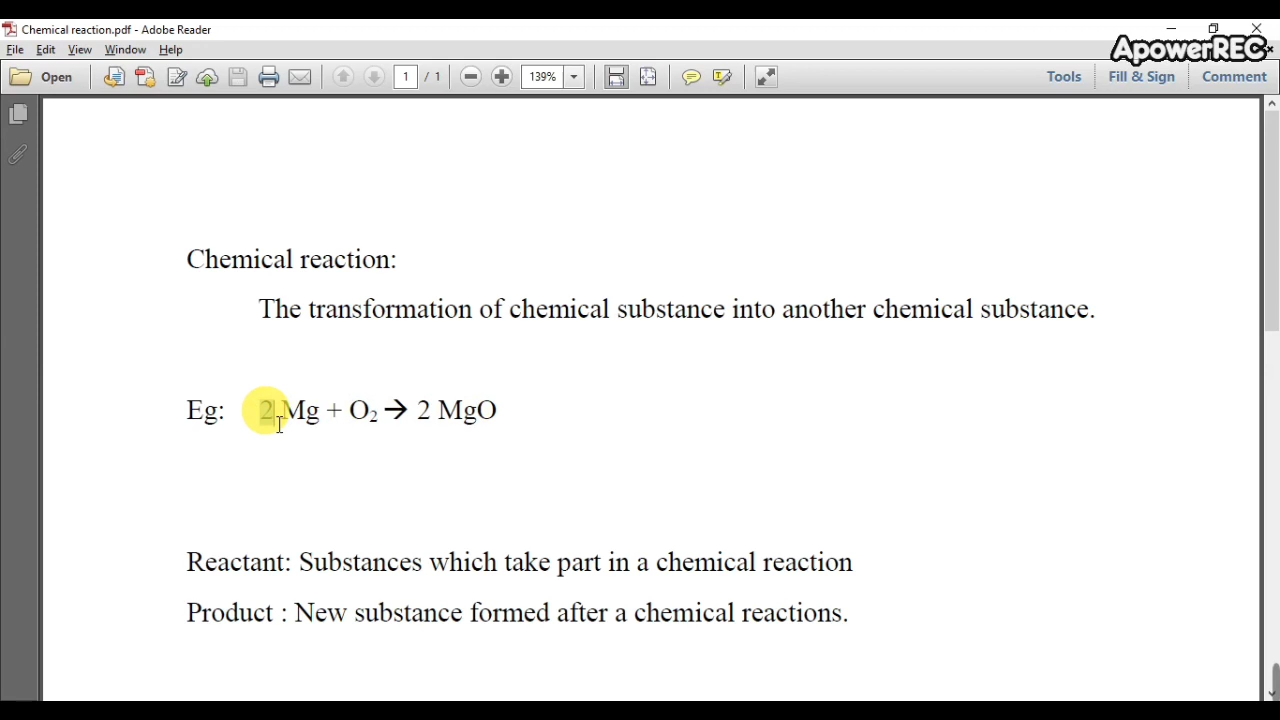 Chemical reaction.pdf - Adobe Reader
File Edit View Window Help
ApowerREC
Open 1 / 1 139% Tools Fill & Sign Comment
Chemical reaction:
The transformation of chemical substance into another chemical substance.
Eg: 2 Mg + O₂ → 2 MgO
Reactant: Substances which take part in a chemical reaction
Product : New substance formed after a chemical reactions.